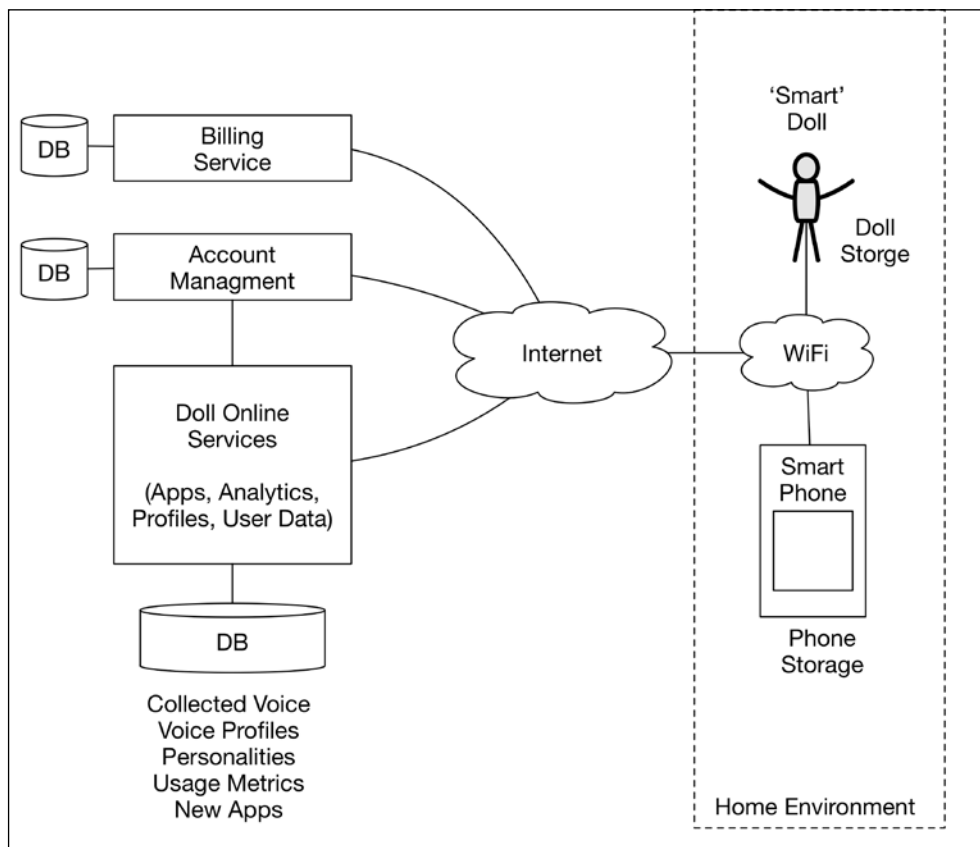 DB
Billing
Service
DB
Account
Managment
Doll Online
Services
(Apps, Analytics,
Profiles, User Data)
DB
Collected Voice
Voice Profiles
Personalities
Usage Metrics
New Apps
Internet
‘Smart’
Doll
Doll
Storge
WiFi
Smart
Phone
Phone
Storage
Home Environment